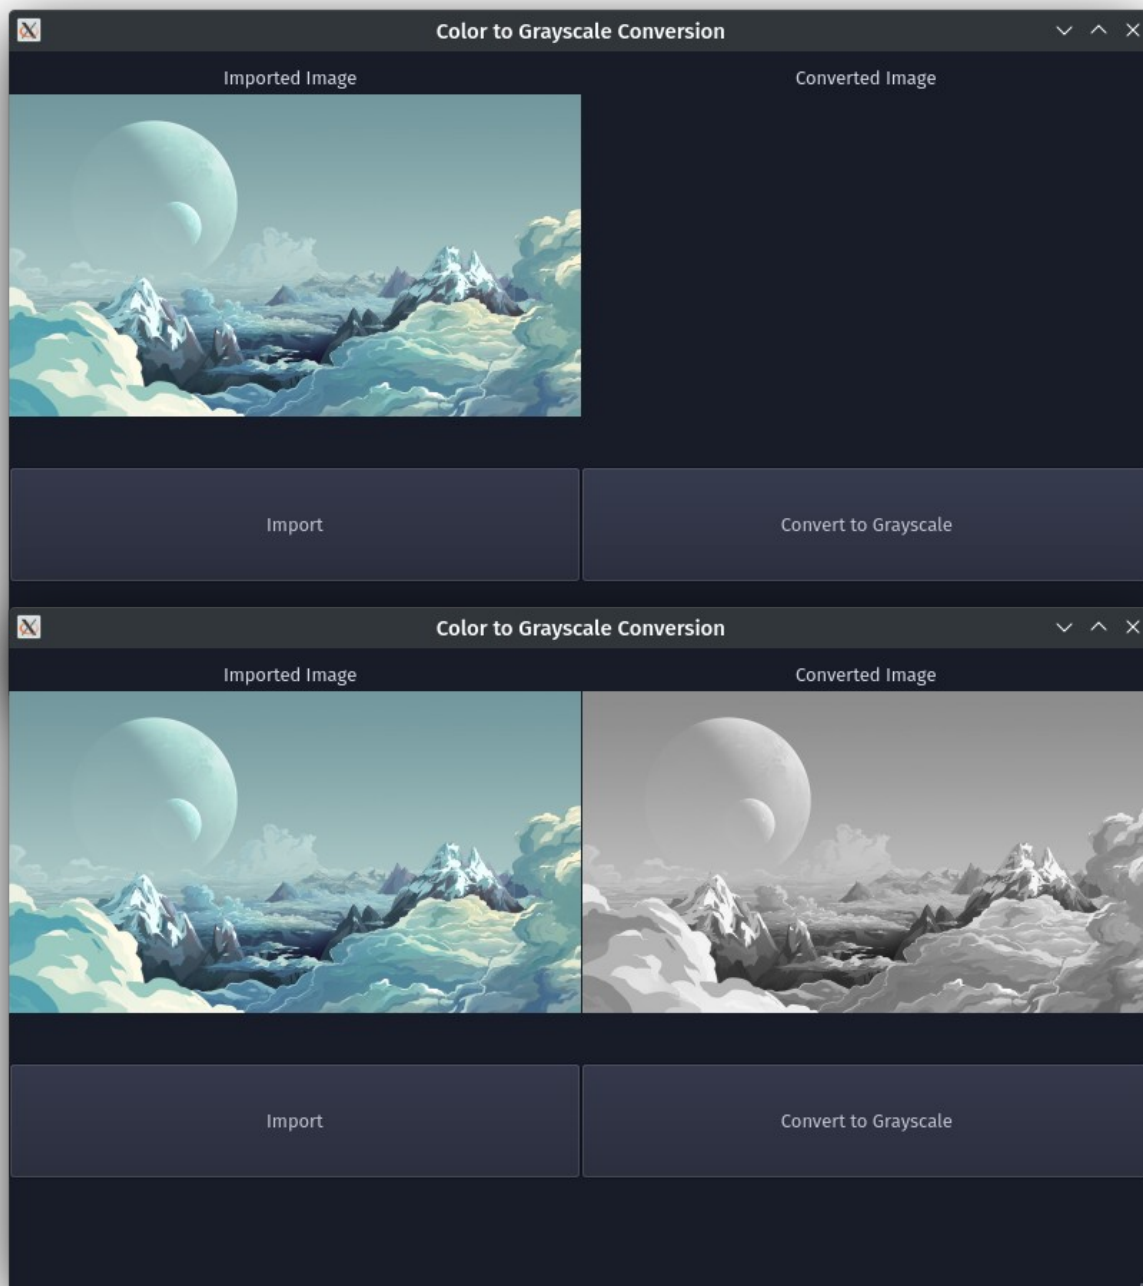 Color to Grayscale Conversion
Imported Image
Converted Image
Import
Convert to Grayscale
Color to Grayscale Conversion
Imported Image
Converted Image
Import
Convert to Grayscale